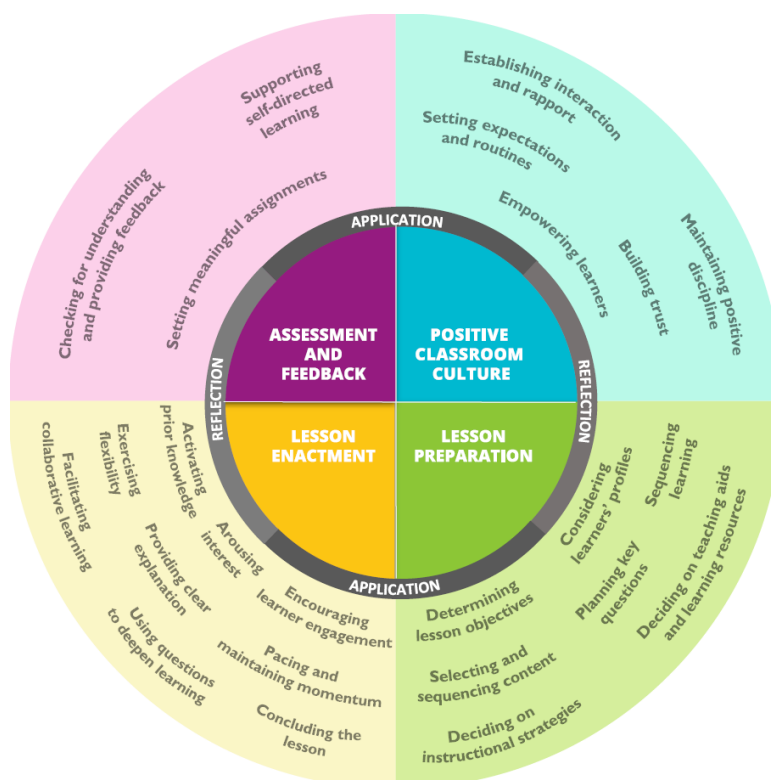 Supporting
self-directed
learning
Checking for understanding
and providing feedback
Setting meaningful assignments
Establishing interaction
and rapport
Setting expectations
and routines
Empowering learners
Building trust
Maintaining positive
discipline
APPLICATION
REFLECTION
REFLECTION
APPLICATION
ASSESSMENT
AND
FEEDBACK
POSITIVE
CLASSROOM
CULTURE
LESSON
ENACTMENT
LESSON
PREPARATION
Activating
prior knowledge
Exercising
flexibility
Facilitating
collaborative learning
Arousing
interest
Providing clear
explanation
Encouraging
learner engagement
Using questions
to deepen learning
Pacing and
maintaining momentum
Concluding the
lesson
Considering
learners' profiles
Sequencing
learning
Determining
lesson objectives
Planning key
questions
Deciding on teaching aids
and learning resources
Selecting and
sequencing content
Deciding on
instructional strategies